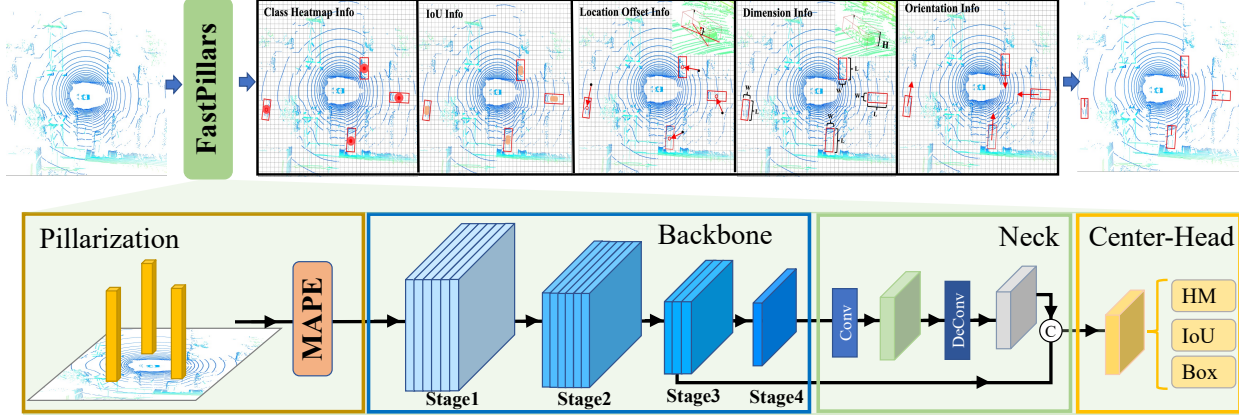 FastPillars
Class Heatmap Info
IoU Info
Location Offset Info
Dimension Info
H
W
L
W
L
W
L
W
L
Orientation Info
Pillarization
MAPE
Backbone
Stage1
Stage2
Stage3
Stage4
Neck
Conv
DeConv
C
Center-Head
HM
IoU
Box